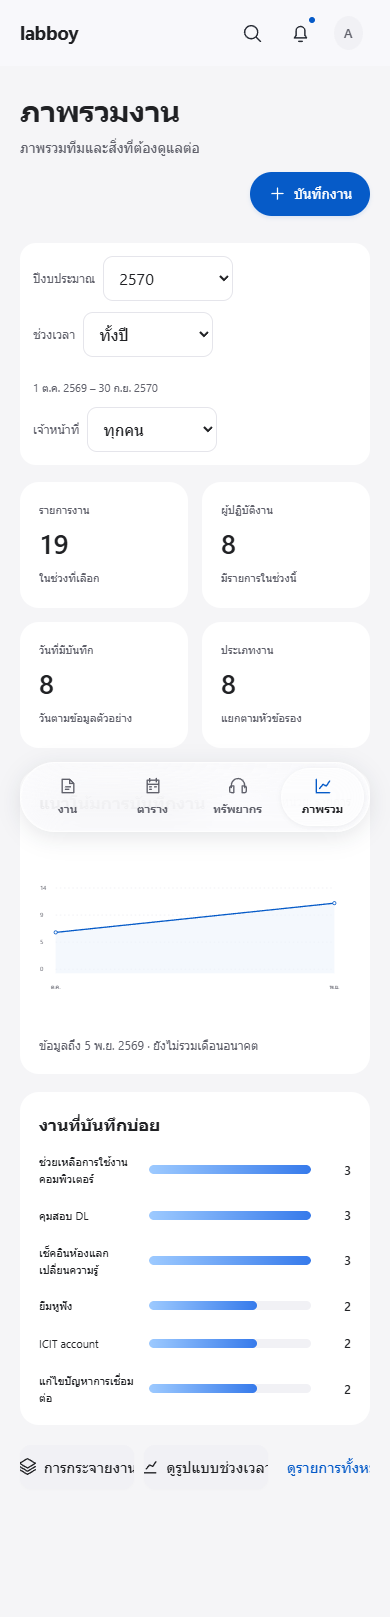 labboy
A
ภาพรวมงาน
ภาพรวมทีมและสิ่งที่ต้องดูแลต่อ
บันทึกงาน
ปีงบประมาณ 2570
ช่วงเวลา ทั้งปี
1 ต.ค. 2569 – 30 ก.ย. 2570
เจ้าหน้าที่ ทุกคน
รายการงาน
19
ในช่วงที่เลือก
ผู้ปฏิบัติงาน
8
มีรายการในช่วงนี้
วันที่มีบันทึก
8
วันตามข้อมูลตัวอย่าง
ประเภทงาน
8
แยกตามหัวข้อรอง
งาน ตาราง ทรัพยากร ภาพรวม
14
9
5
0
ต.ค. พ.ย.
ข้อมูลถึง 5 พ.ย. 2569 · ยังไม่รวมเดือนอนาคต
งานที่บันทึกบ่อย
ช่วยเหลือการใช้งาน
คอมพิวเตอร์ 3
คุมสอบ DL 3
เช็คอินห้องแลก
เปลี่ยนความรู้ 3
ยืมหูฟัง 2
ICIT account 2
แก้ไขปัญหาการเชื่อม
ต่อ 2
การกระจายงาน ดูรูปแบบช่วงเวลา ดูรายการทั้งห